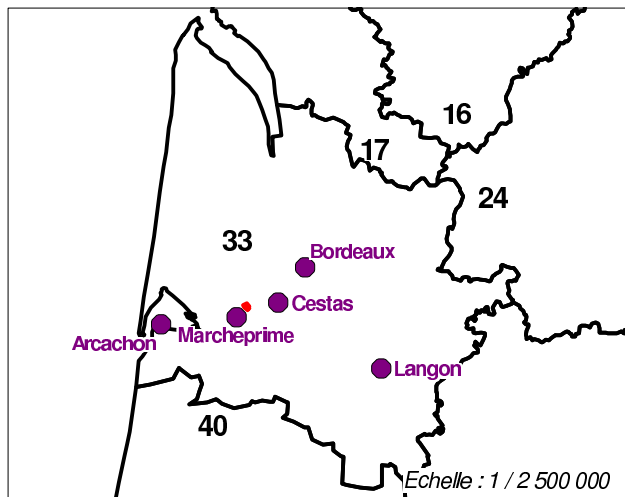 16
17
24
33
Bordeaux
Cestas
Marcheprime
Arcachon
Langon
40
Echelle : 1 / 2 500 000